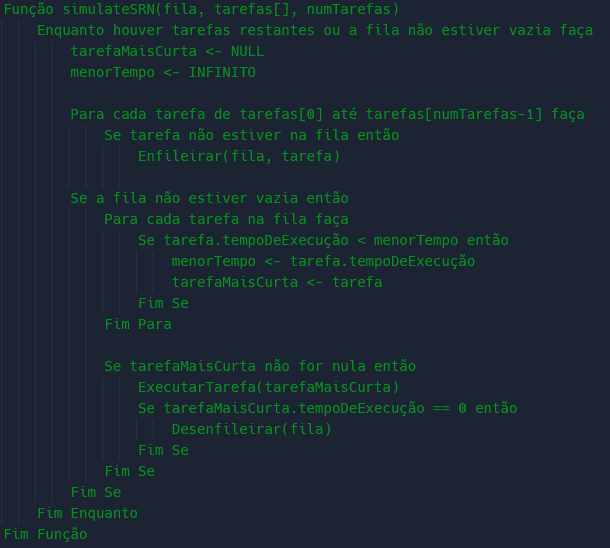 Função simulateSRN(fila, tarefas[], numTarefas)
Enquanto houver tarefas restantes ou a fila não estiver vazia faça
tarefaMaisCurta <- NULL
menorTempo <- INFINITO
Para cada tarefa de tarefas[0] até tarefas[numTarefas-1] faça
Se tarefa não estiver na fila então
Enfileirar(fila, tarefa)
Se a fila não estiver vazia então
Para cada tarefa na fila faça
Se tarefa.tempoDeExecução < menorTempo então
menorTempo <- tarefa.tempoDeExecução
tarefaMaisCurta <- tarefa
Fim Se
Fim Para
Se tarefaMaisCurta não for nula então
ExecutarTarefa(tarefaMaisCurta)
Se tarefaMaisCurta.tempoDeExecução == 0 então
Desenfileirar(fila)
Fim Se
Fim Se
Fim Se
Fim Enquanto
Fim Função